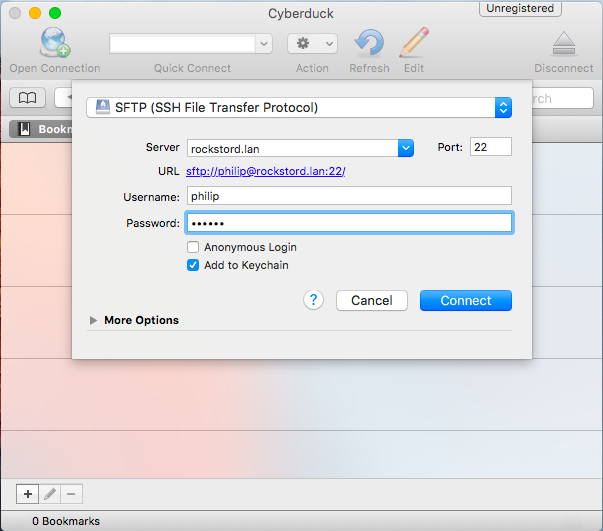 Cyberduck
Unregistered
Open Connection
Quick Connect
Action
Refresh
Edit
Disconnect
SFTP (SSH File Transfer Protocol)
Server
rockstord.lan
Port:
22
URL
sftp://philip@rockstord.lan:22/
Username:
philip
Password:
••••••
Anonymous Login
Add to Keychain
?
Cancel
Connect
More Options
0 Bookmarks